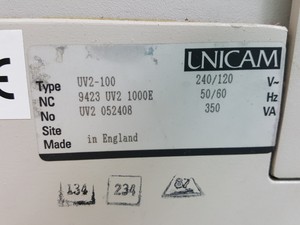 UNICAM
Type UV2-100 240/120 V~
NC 9423 UV2 1000E 50/60 Hz
No UV2 052408 350 VA
Site
Made in England
134 234 67